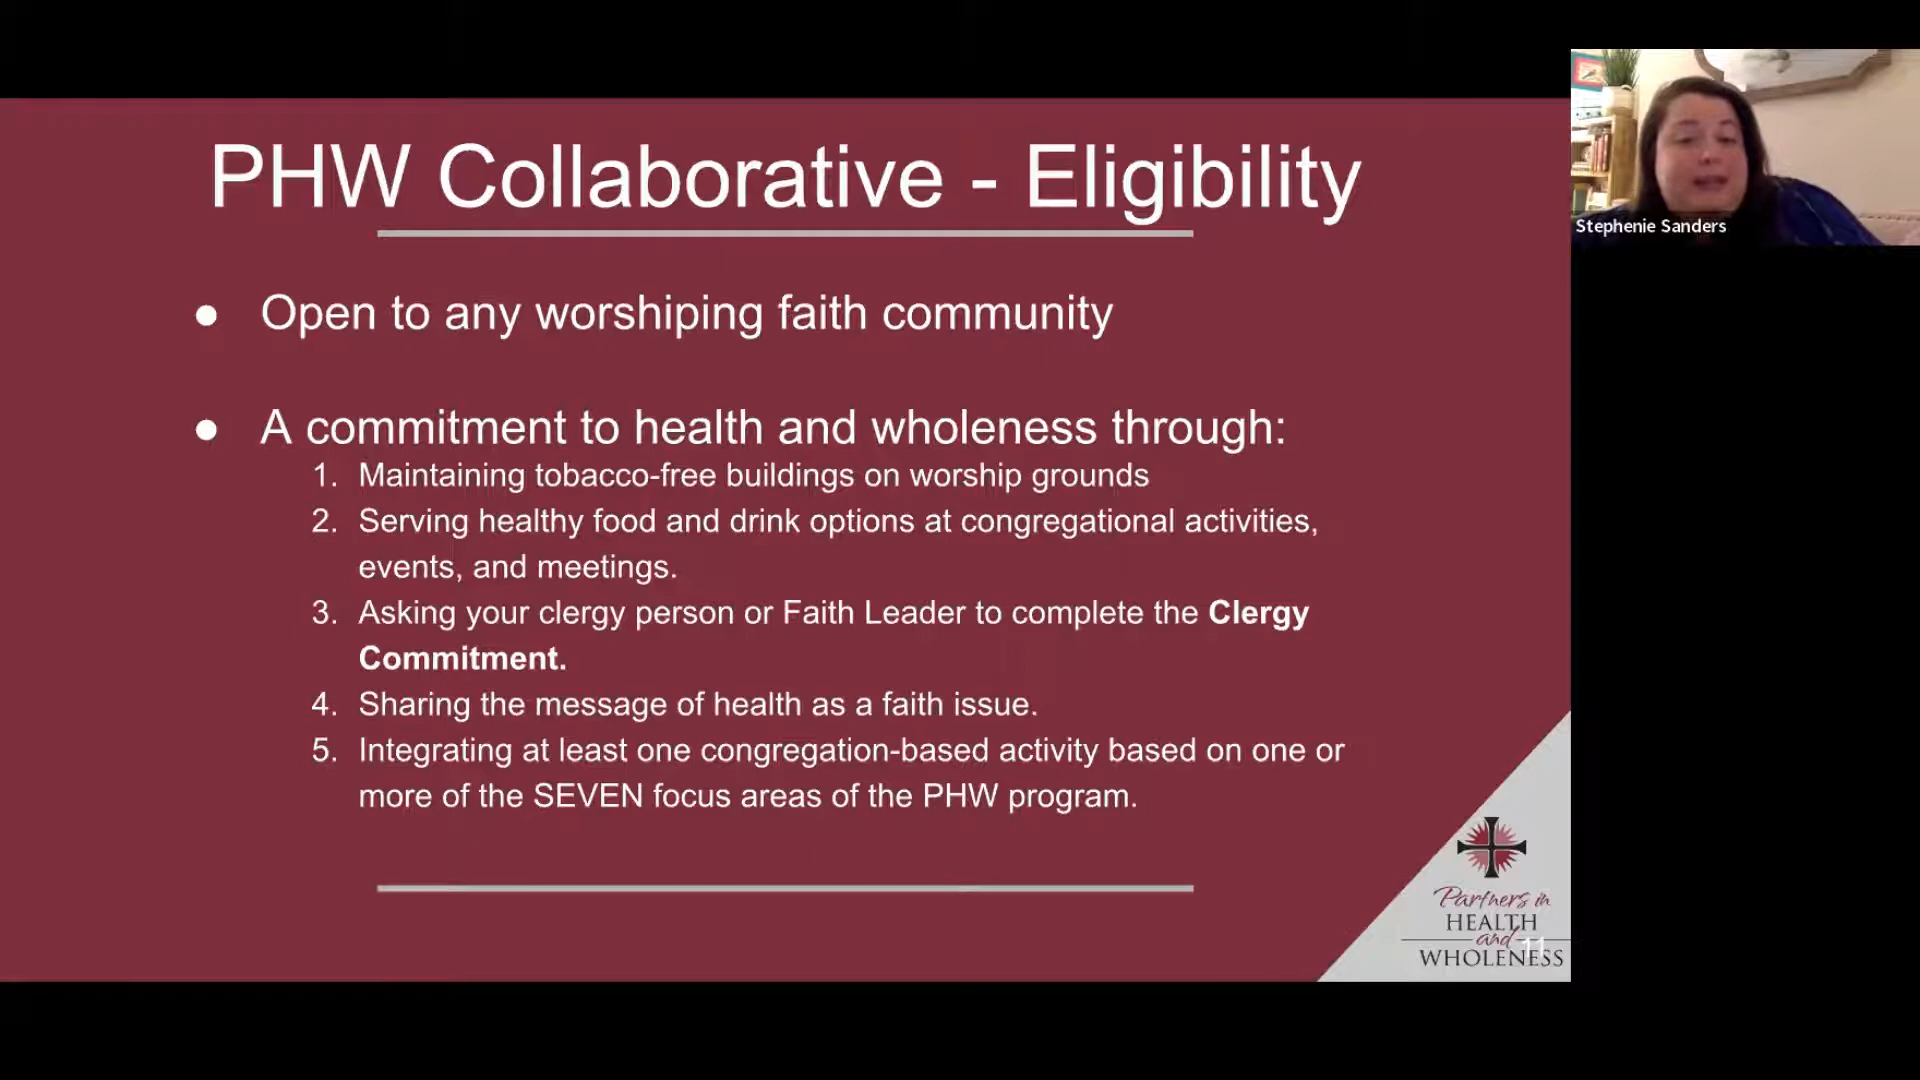 PHW Collaborative - Eligibility
● Open to any worshiping faith community
● A commitment to health and wholeness through:
1. Maintaining tobacco-free buildings on worship grounds
2. Serving healthy food and drink options at congregational activities,
events, and meetings.
3. Asking your clergy person or Faith Leader to complete the Clergy
Commitment.
4. Sharing the message of health as a faith issue.
5. Integrating at least one congregation-based activity based on one or
more of the SEVEN focus areas of the PHW program.
Partners in
HEALTH
and
WHOLENESS
11
Stephenie Sanders